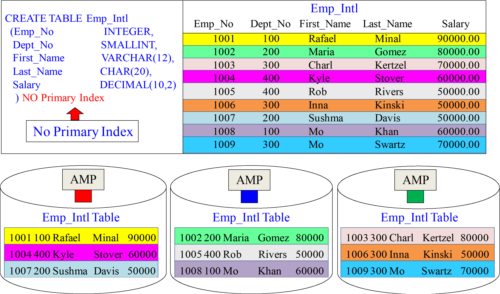 CREATE TABLE Emp_Intl
(Emp_No INTEGER,
Dept_No SMALLINT,
First_Name VARCHAR(12),
Last_Name CHAR(20),
Salary DECIMAL(10,2)
) NO Primary Index
No Primary Index
Emp_Intl
Emp_No Dept_No First_Name Last_Name Salary
1001 100 Rafael Minal 90000.00
1002 200 Maria Gomez 80000.00
1003 300 Charl Kertzel 70000.00
1004 400 Kyle Stover 60000.00
1005 400 Rob Rivers 50000.00
1006 300 Inna Kinski 50000.00
1007 200 Sushma Davis 50000.00
1008 100 Mo Khan 60000.00
1009 300 Mo Swartz 70000.00
AMP
Emp_Intl Table
1001 100 Rafael Minal 90000
1004 400 Kyle Stover 60000
1007 200 Sushma Davis 50000
AMP
Emp_Intl Table
1002 200 Maria Gomez 80000
1005 400 Rob Rivers 50000
1008 100 Mo Khan 60000
AMP
Emp_Intl Table
1003 300 Charl Kertzel 80000
1006 300 Inna Kinski 50000
1009 300 Mo Swartz 70000